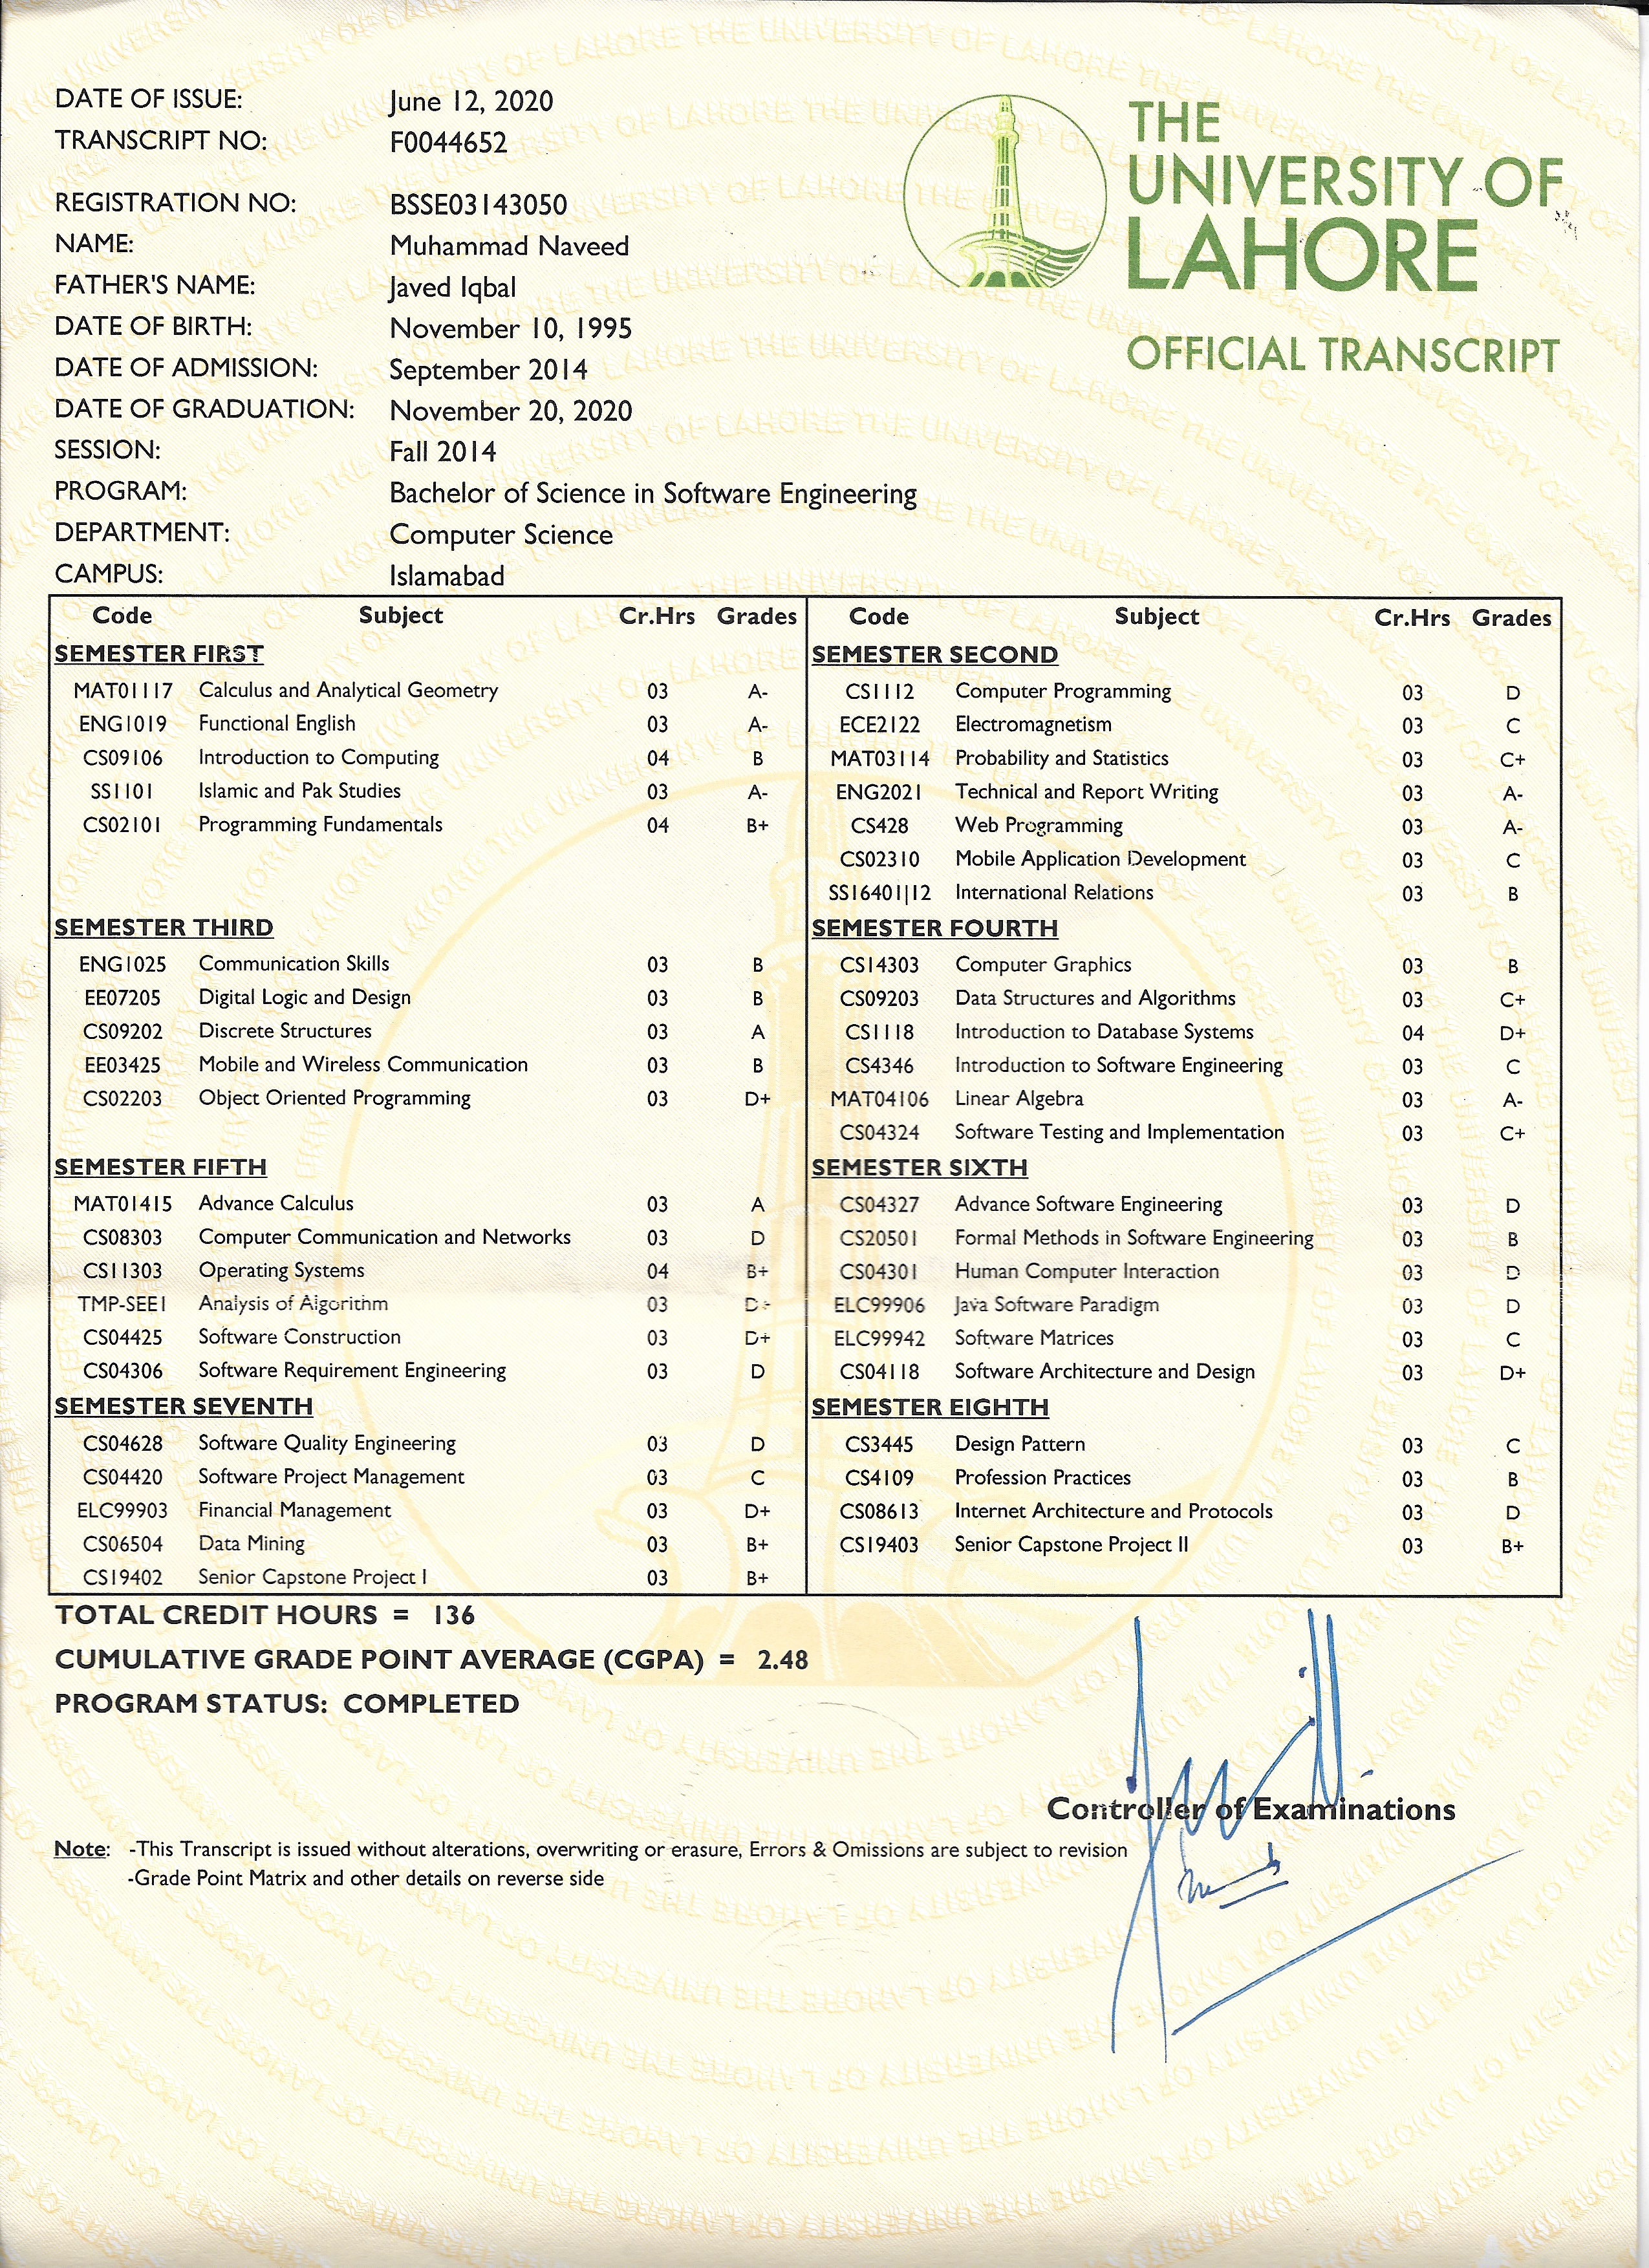 DATE OF ISSUE: June 12, 2020
TRANSCRIPT NO: F0044652
REGISTRATION NO: BSSE03143050
NAME: Muhammad Naveed
FATHER'S NAME: Javed Iqbal
DATE OF BIRTH: November 10, 1995
DATE OF ADMISSION: September 2014
DATE OF GRADUATION: November 20, 2020
SESSION: Fall 2014
PROGRAM: Bachelor of Science in Software Engineering
DEPARTMENT: Computer Science
CAMPUS: Islamabad
THE
UNIVERSITY OF
LAHORE
OFFICIAL TRANSCRIPT
Code Subject Cr.Hrs Grades
SEMESTER FIRST
MAT01117 Calculus and Analytical Geometry 03 A-
ENG1019 Functional English 03 A-
CS09106 Introduction to Computing 04 B
SS1101 Islamic and Pak Studies 03 A-
CS02101 Programming Fundamentals 04 B+
Code Subject Cr.Hrs Grades
SEMESTER SECOND
CS1112 Computer Programming 03 D
ECE2122 Electromagnetism 03 C
MAT03114 Probability and Statistics 03 C+
ENG2021 Technical and Report Writing 03 A-
CS428 Web Programming 03 A-
CS02310 Mobile Application Development 03 C
SS16401|12 International Relations 03 B
SEMESTER THIRD
ENG1025 Communication Skills 03 B
EE07205 Digital Logic and Design 03 B
CS09202 Discrete Structures 03 A
EE03425 Mobile and Wireless Communication 03 B
CS02203 Object Oriented Programming 03 D+
SEMESTER FOURTH
CS14303 Computer Graphics 03 B
CS09203 Data Structures and Algorithms 03 C+
CS1118 Introduction to Database Systems 04 D+
CS4346 Introduction to Software Engineering 03 C
MAT04106 Linear Algebra 03 A-
CS04324 Software Testing and Implementation 03 C+
SEMESTER FIFTH
MAT01415 Advance Calculus 03 A
CS08303 Computer Communication and Networks 03 D
CS11303 Operating Systems 04 B+
TMP-SEE1 Analysis of Algorithm 03
CS04425 Software Construction 03 D+
CS04306 Software Requirement Engineering 03 D
SEMESTER SIXTH
CS04327 Advance Software Engineering 03 D
CS20501 Formal Methods in Software Engineering 03 B
CS04301 Human Computer Interaction 03 D
ELC99906 Java Software Paradigm 03 D
ELC99942 Software Matrices 03 C
CS04118 Software Architecture and Design 03 D+
SEMESTER SEVENTH
CS04628 Software Quality Engineering 03 D
CS04420 Software Project Management 03 C
ELC99903 Financial Management 03 D+
CS06504 Data Mining 03 B+
CS19402 Senior Capstone Project I 03 B+
SEMESTER EIGHTH
CS3445 Design Pattern 03 C
CS4109 Profession Practices 03 B
CS08613 Internet Architecture and Protocols 03 D
CS19403 Senior Capstone Project II 03 B+
TOTAL CREDIT HOURS = 136
CUMULATIVE GRADE POINT AVERAGE (CGPA) = 2.48
PROGRAM STATUS: COMPLETED
Controller of Examinations
Note: -This Transcript is issued without alterations, overwriting or erasure, Errors & Omissions are subject to revision
-Grade Point Matrix and other details on reverse side